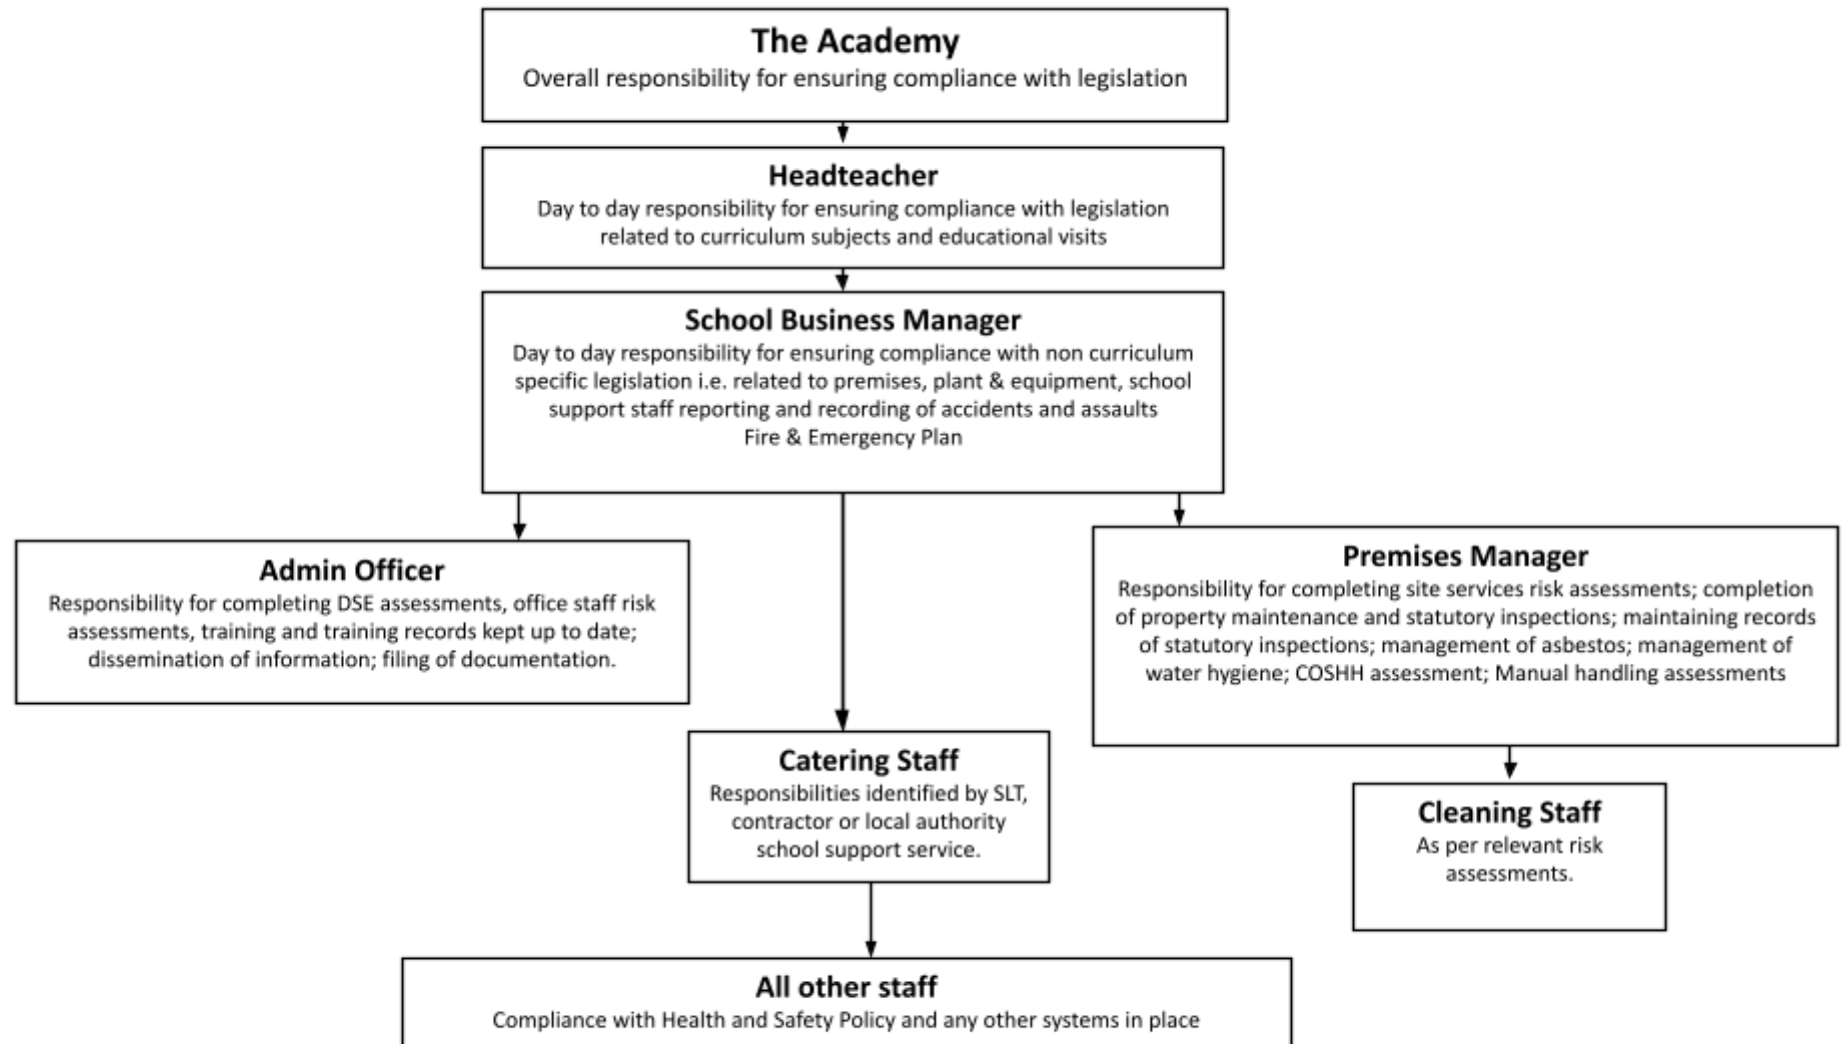 The Academy
Overall responsibility for ensuring compliance with legislation
Headteacher
Day to day responsibility for ensuring compliance with legislation
related to curriculum subjects and educational visits
School Business Manager
Day to day responsibility for ensuring compliance with non curriculum
specific legislation i.e. related to premises, plant & equipment, school
support staff reporting and recording of accidents and assaults
Fire & Emergency Plan
Admin Officer
Responsibility for completing DSE assessments, office staff risk
assessments, training and training records kept up to date;
dissemination of information; filing of documentation.
Premises Manager
Responsibility for completing site services risk assessments; completion
of property maintenance and statutory inspections; maintaining records
of statutory inspections; management of asbestos; management of
water hygiene; COSHH assessment; Manual handling assessments
Catering Staff
Responsibilities identified by SLT,
contractor or local authority
school support service.
Cleaning Staff
As per relevant risk
assessments.
All other staff
Compliance with Health and Safety Policy and any other systems in place